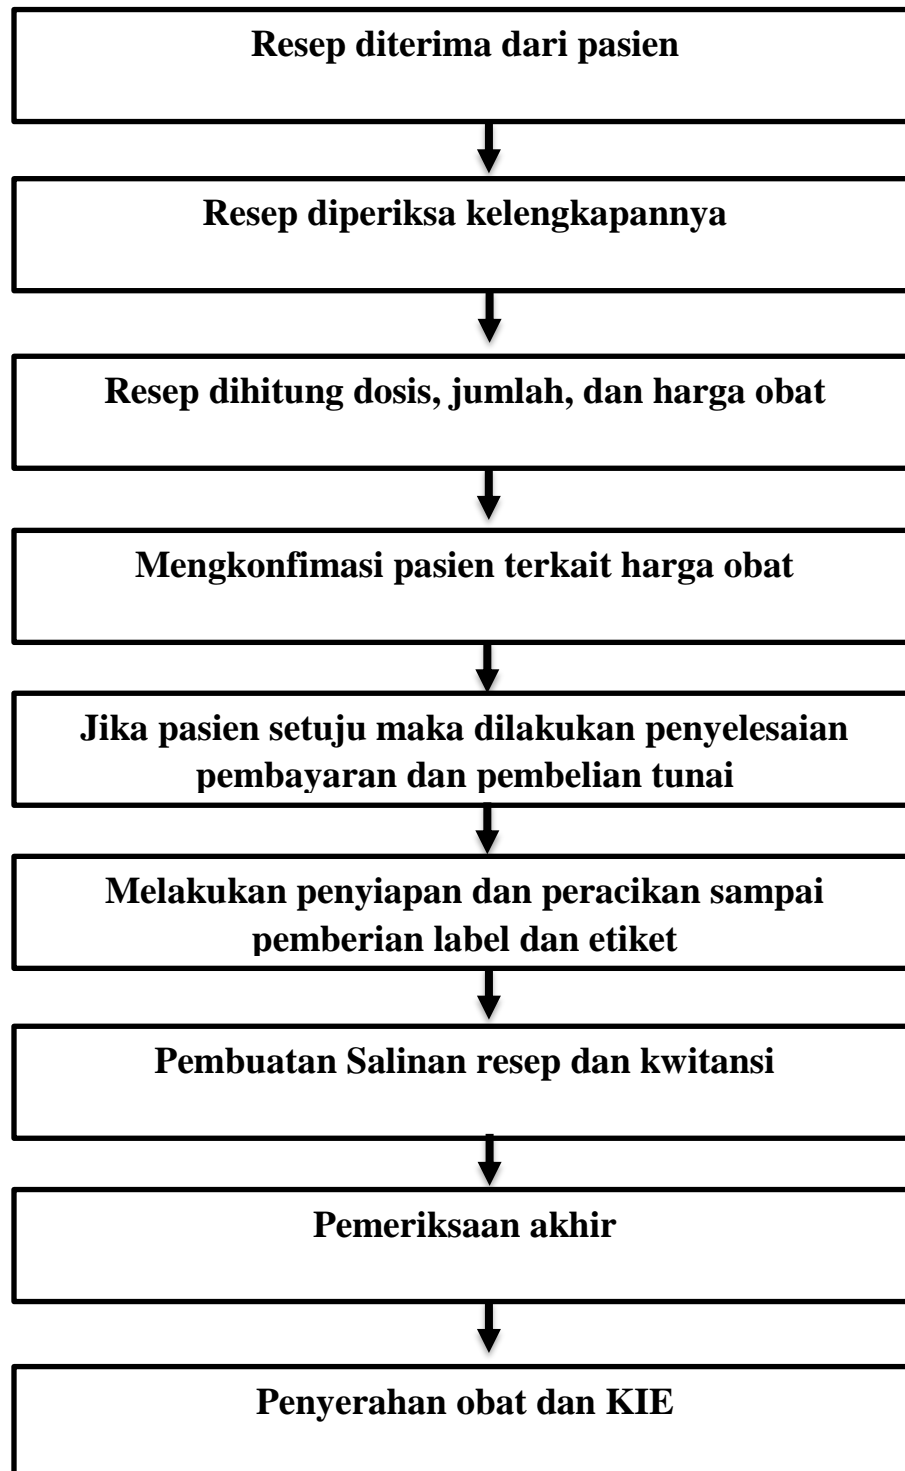 Resep diterima dari pasien
Resep diperiksa kelengkapannya
Resep dihitung dosis, jumlah, dan harga obat
Mengkonfimasi pasien terkait harga obat
Jika pasien setuju maka dilakukan penyelesaian
pembayaran dan pembelian tunai
Melakukan penyiapan dan peracikan sampai
pemberian label dan etiket
Pembuatan Salinan resep dan kwitansi
Pemeriksaan akhir
Penyerahan obat dan KIE